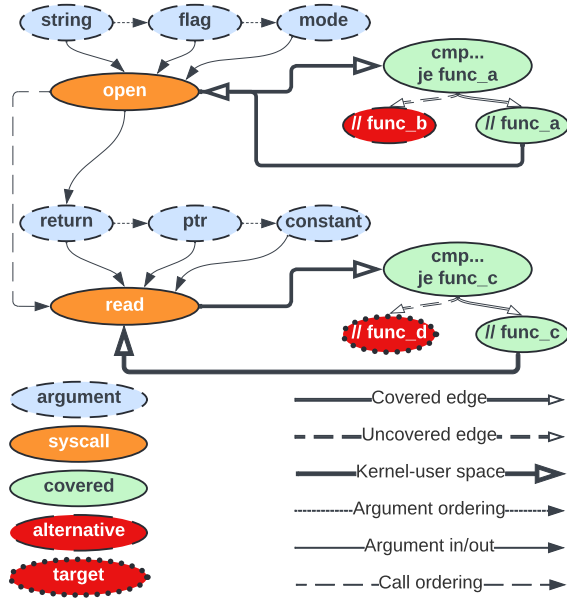 string flag mode
cmp...
je func_a
open
// func_b // func_a
return ptr constant
cmp...
je func_c
read
// func_d // func_c
argument
syscall
covered
alternative
target
Covered edge
Uncovered edge
Kernel-user space
Argument ordering
Argument in/out
Call ordering